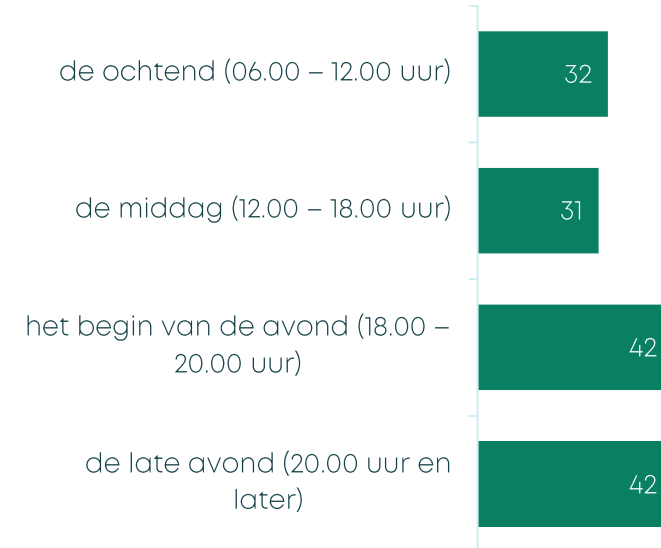 de ochtend (06.00 – 12.00 uur)
32
de middag (12.00 – 18.00 uur)
31
het begin van de avond (18.00 –
20.00 uur)
42
de late avond (20.00 uur en
later)
42